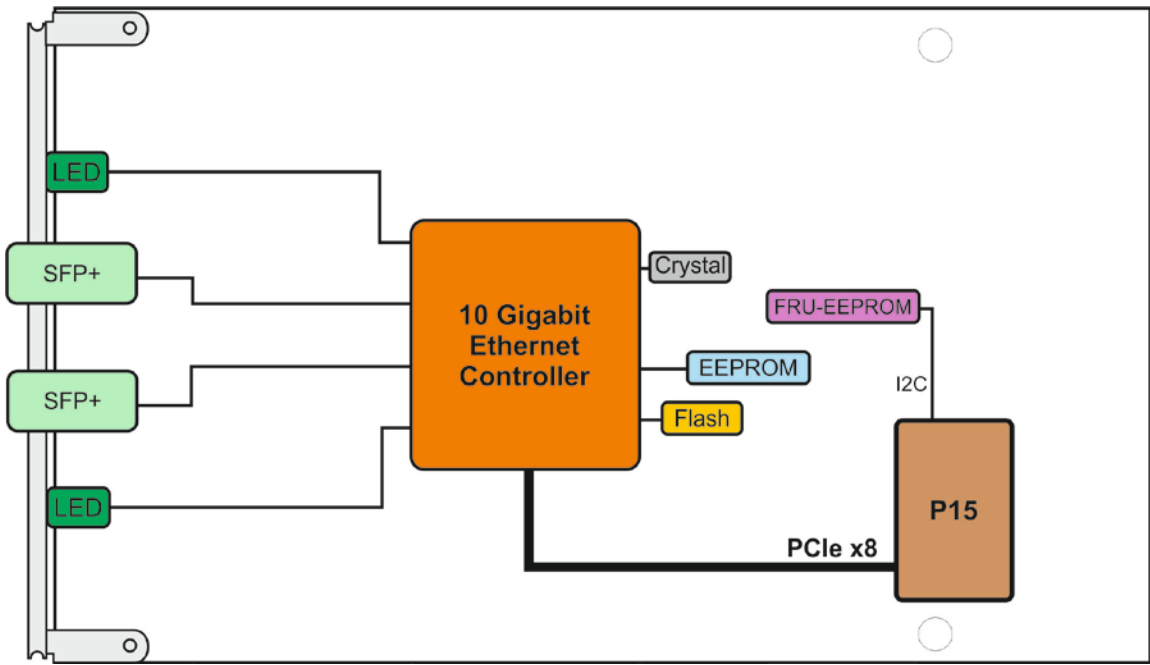 LED
SFP+
SFP+
LED
10 Gigabit
Ethernet
Controller
Crystal
EEPROM
Flash
FRU-EEPROM
I2C
P15
PCIe x8